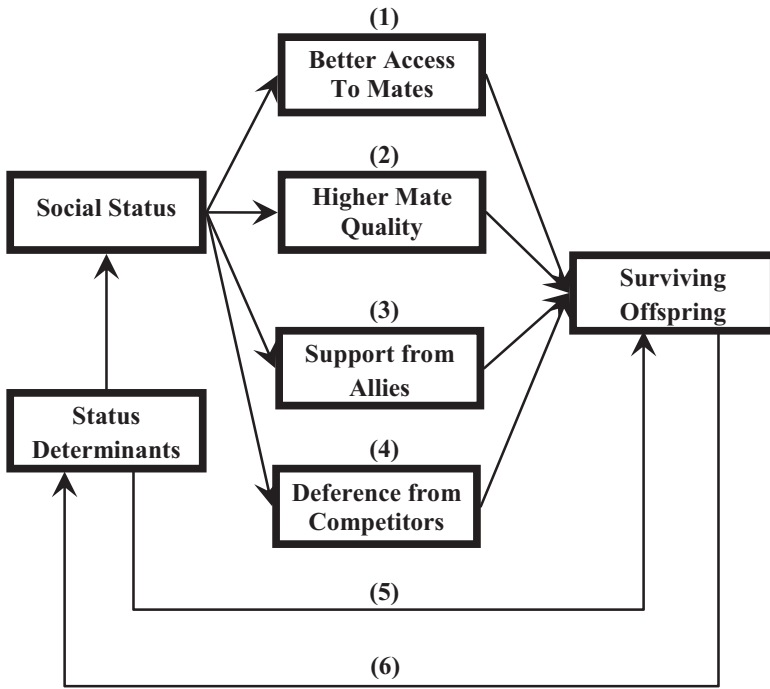 (1)
Better Access
To Mates
(2)
Social Status
Higher Mate
Quality
Surviving
Offspring
(3)
Support from
Allies
Status
Determinants
(4)
Deference from
Competitors
(5)
(6)